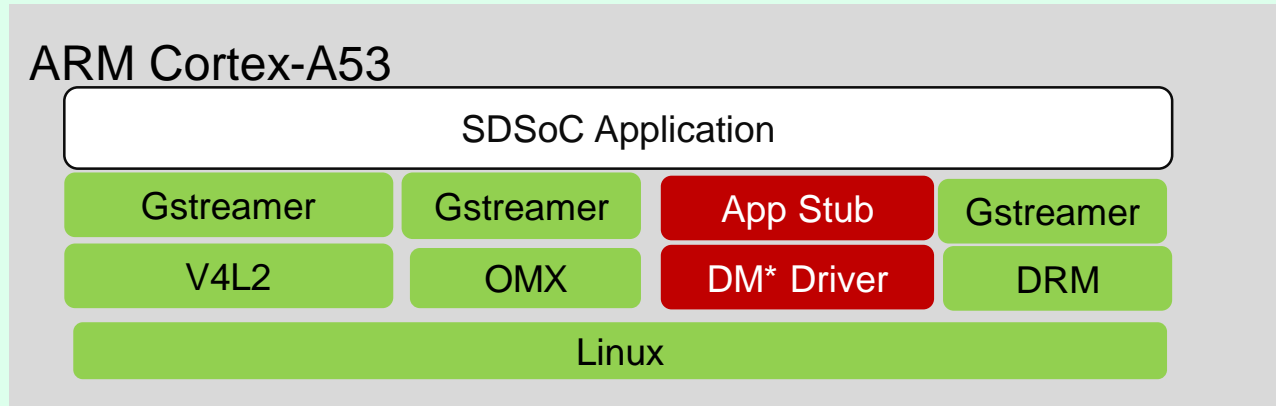 ARM Cortex-A53
SDSoC Application
Gstreamer Gstreamer App Stub Gstreamer
V4L2 OMX DM* Driver DRM
Linux